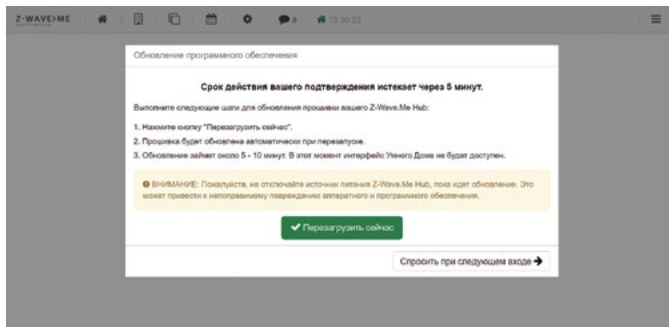 Z-WAVE>ME 8 13:39:22
Обновление программного обеспечения
Срок действия вашего подтверждения истекает через 5 минут.
Выполните следующие шаги для обновления прошивки вашего Z-Wave.Me Hub:
1. Нажмите кнопку "Перезагрузить сейчас".
2. Прошивка будет обновлена автоматически при перезапуске.
3. Обновление займет около 5 - 10 минут. В этот момент интерфейс Умного Дома не будет доступен.
ВНИМАНИЕ: Пожалуйста, не отключайте источник питания Z-Wave.Me Hub, пока идет обновление. Это
может привести к непоправимому повреждению аппаратного и программного обеспечения.
Перезагрузить сейчас
Спросить при следующем входе